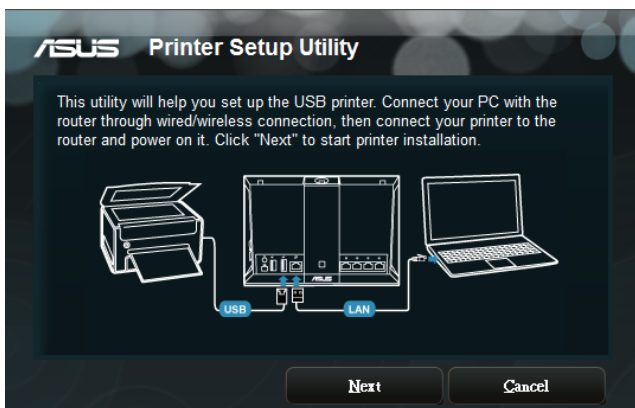 ASUS Printer Setup Utility
This utility will help you set up the USB printer. Connect your PC with the
router through wired/wireless connection, then connect your printer to the
router and power on it. Click "Next" to start printer installation.
ASUS
USB
LAN
Next
Cancel